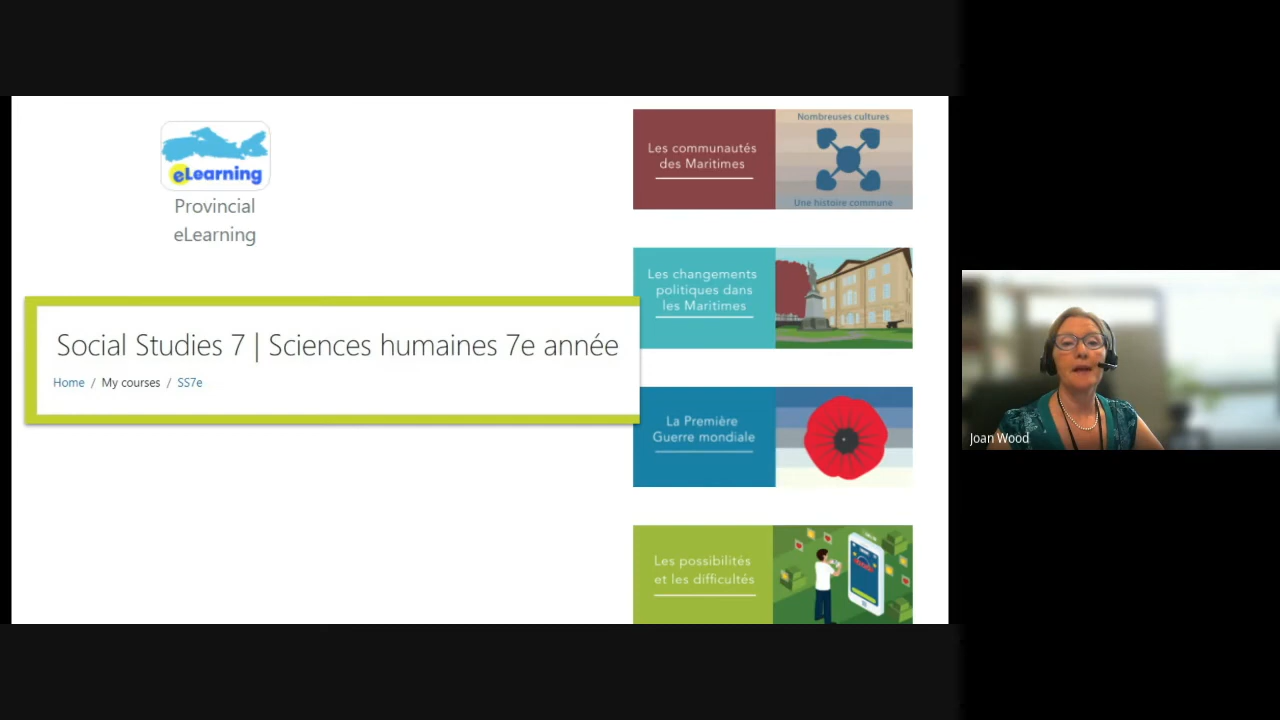 eLearning
Provincial
eLearning
Social Studies 7 | Sciences humaines 7e année
Home / My courses / SS7e
Les communautés
des Maritimes
Nombreuses cultures
Une histoire commune
Les changements
politiques dans
les Maritimes
La Première
Guerre mondiale
Les possibilités
et les difficultés
Joan Wood